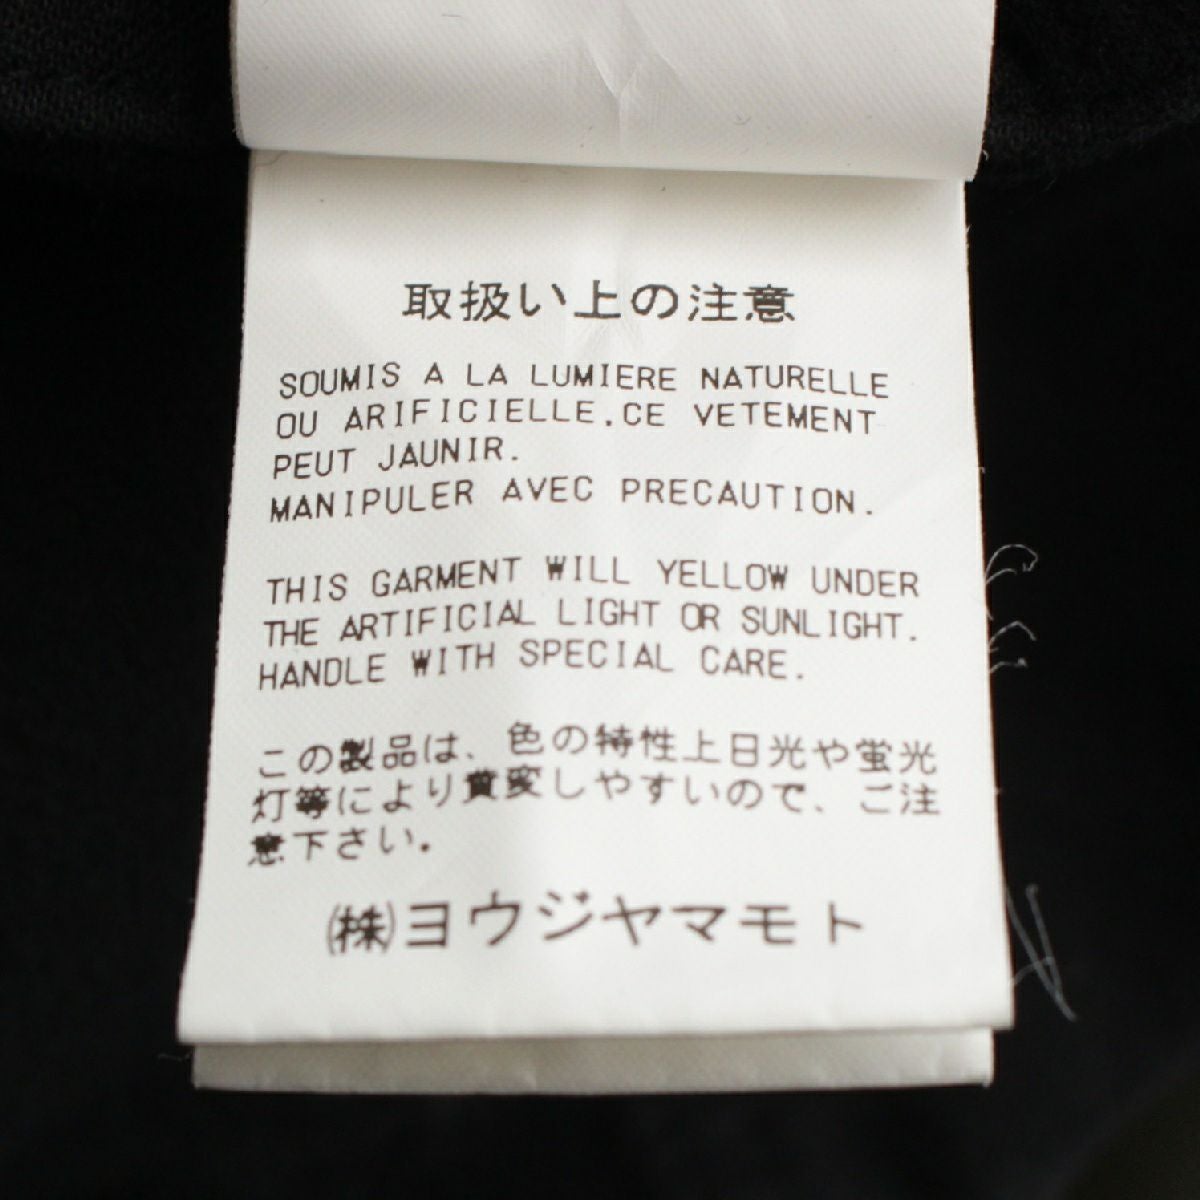 取扱い上の注意
SOUMIS A LA LUMIERE NATURELLE
OU ARIFICIELLE.CE VETEMENT
PEUT JAUNIR.
MANIPULER AVEC PRECAUTION.
THIS GARMENT WILL YELLOW UNDER
THE ARTIFICIAL LIGHT OR SUNLIGHT.
HANDLE WITH SPECIAL CARE.
この製品は、色の特性上日光や蛍光
灯等により黄変しやすいので、ご注
意下さい。
㈱ヨウジヤマモト